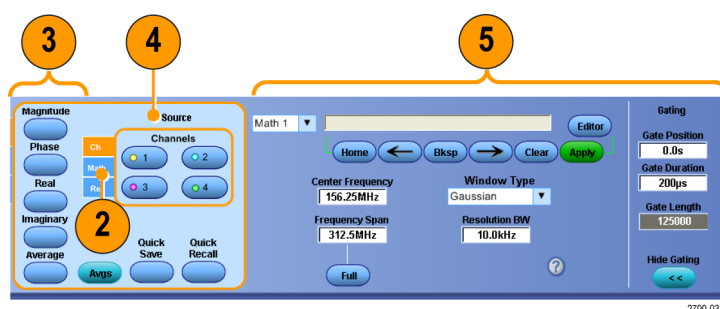 3
4
5
Magnitude
Phase
Real
Imaginary
Average
Source
Ch
Math
2
Channels
1
2
3
4
Avgs
Quick Save
Quick Recall
Math 1
Editor
Home
Bksp
Clear
Apply
Center Frequency
156.25MHz
Frequency Span
312.5MHz
Full
Window Type
Gaussian
Resolution BW
10.0kHz
?
Gating
Gate Position
0.0s
Gate Duration
200µs
Gate Length
125000
Hide Gating
<<